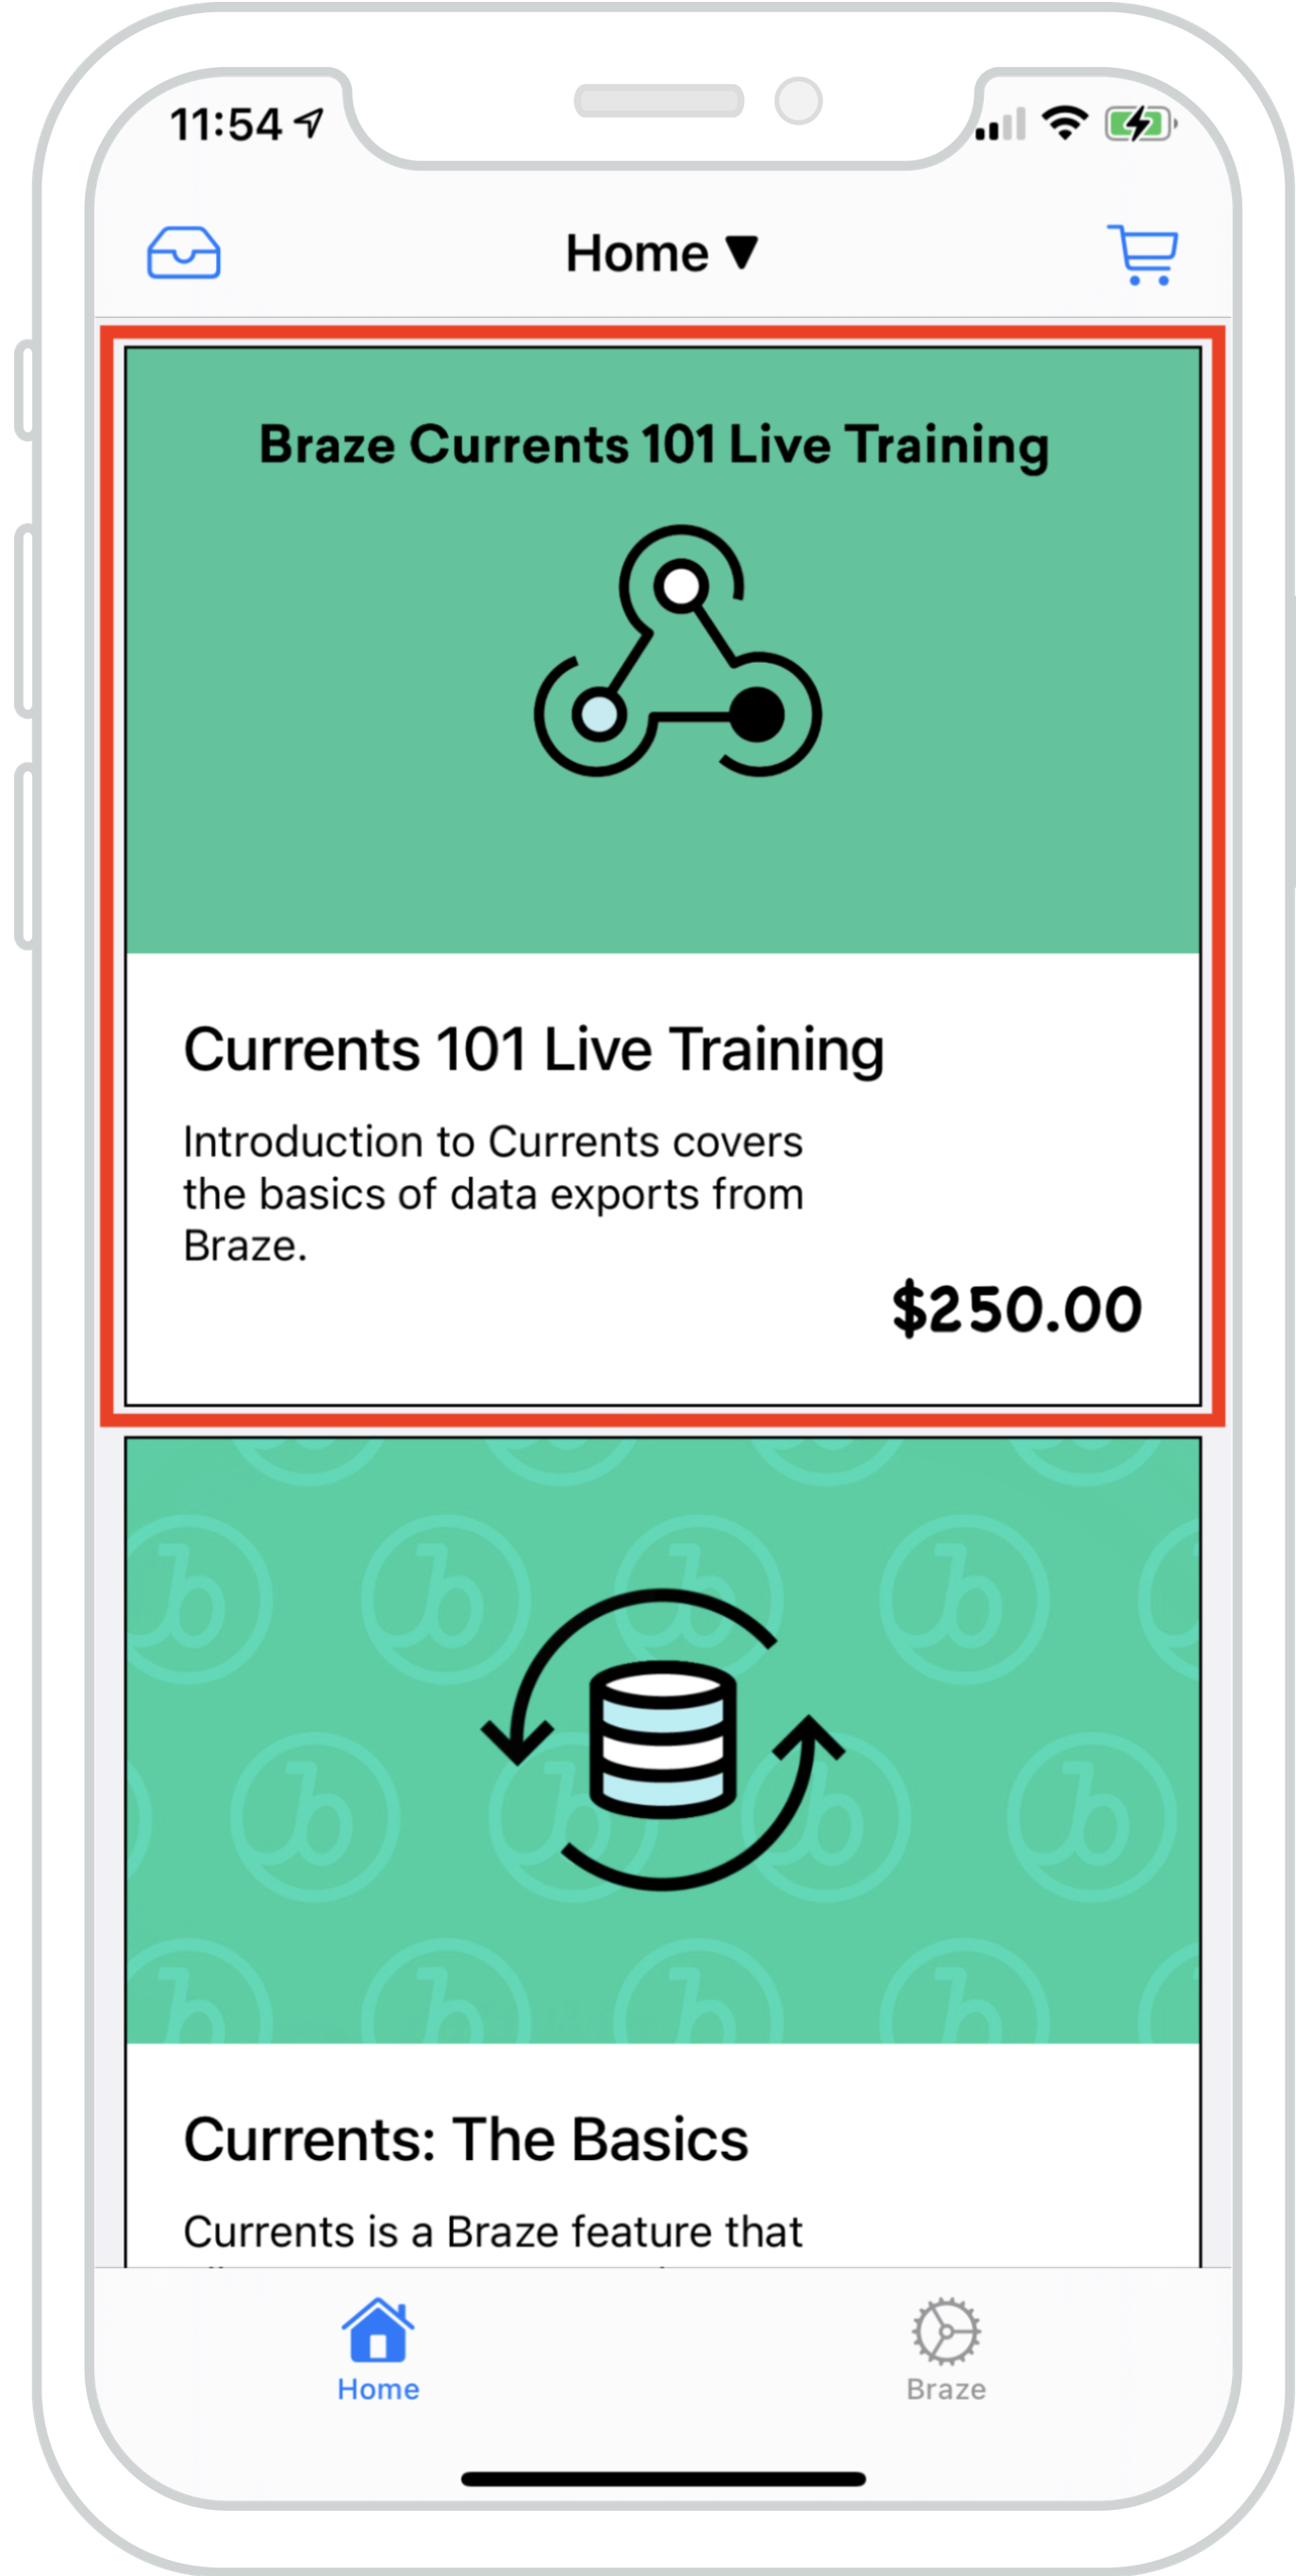 11:54
Home ▼
Braze Currents 101 Live Training
Currents 101 Live Training
Introduction to Currents covers
the basics of data exports from
Braze.
$250.00
Currents: The Basics
Currents is a Braze feature that
Home
Braze